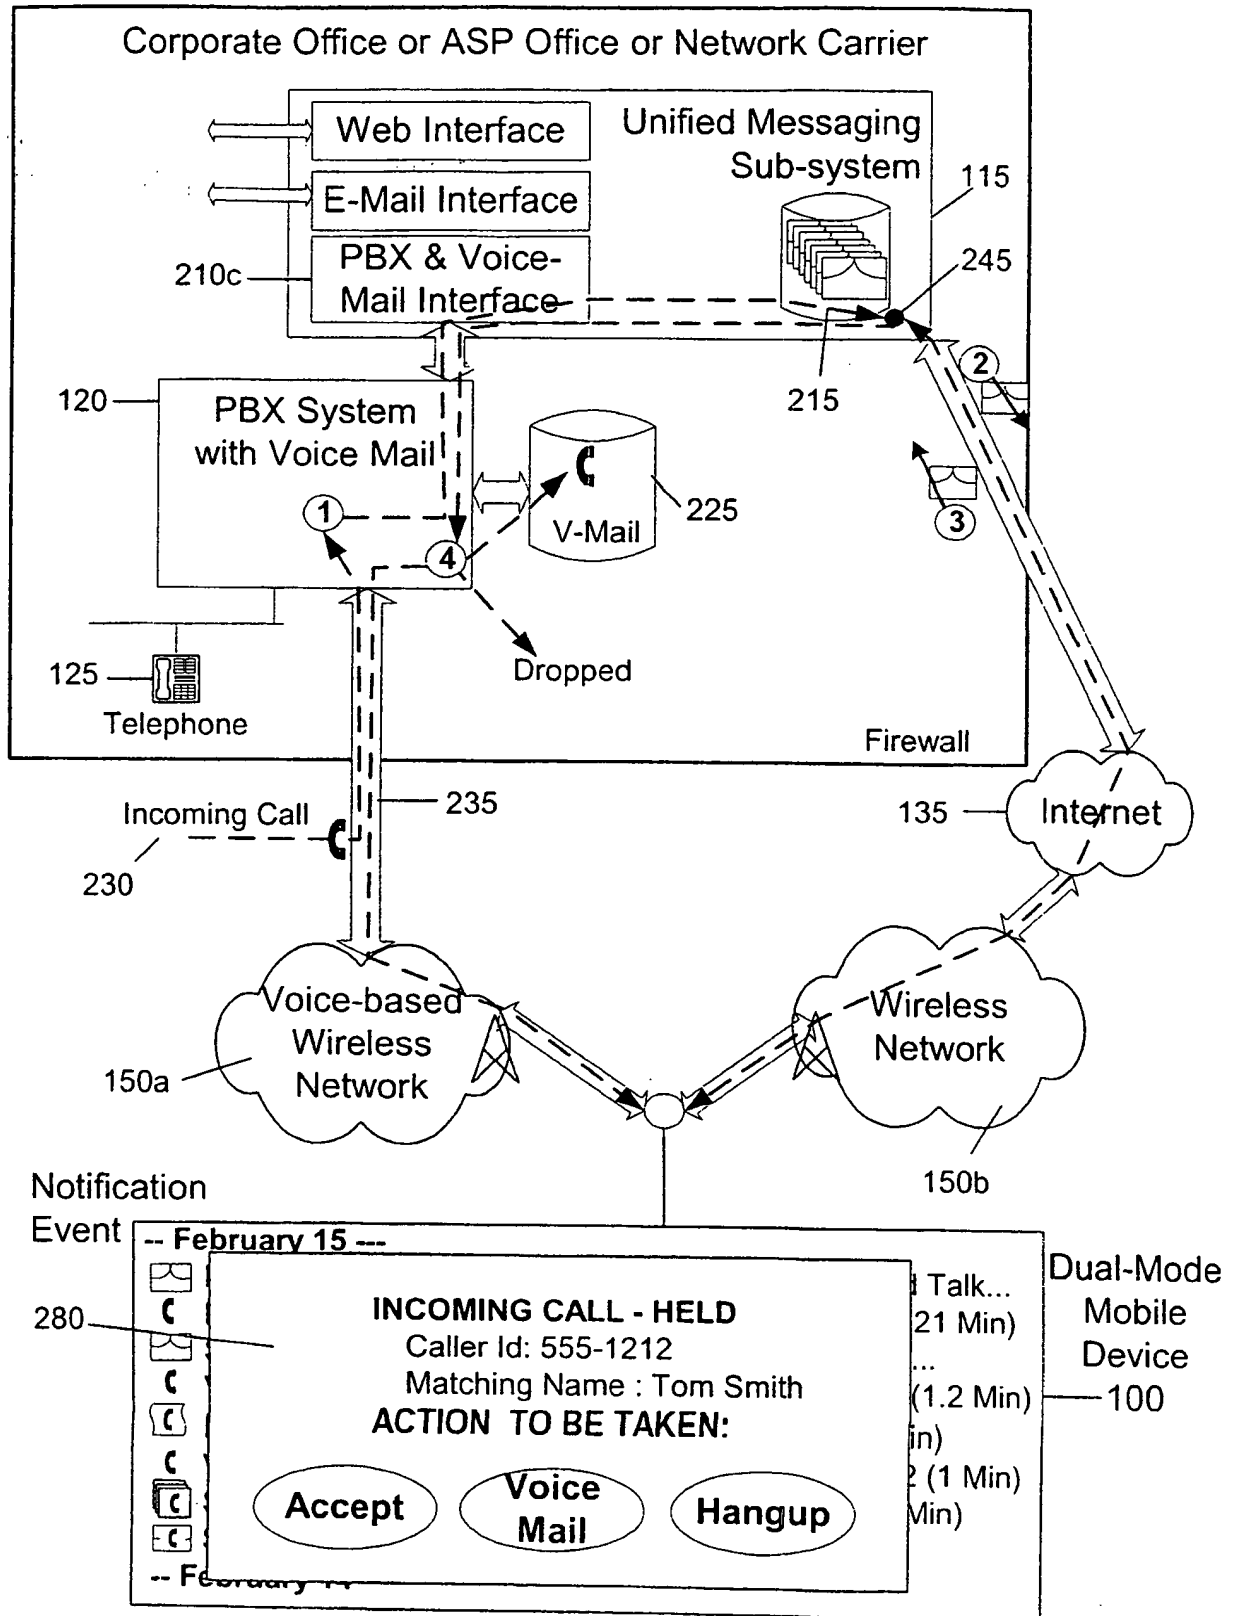 Corporate Office or ASP Office or Network Carrier
Web Interface
Unified Messaging
Sub-system
115
E-Mail Interface
245
210c
PBX & Voice-
Mail Interface
2
215
120
PBX System
with Voice Mail
1
4
V-Mail
225
3
Dropped
125
Telephone
Firewall
Incoming Call
230
235
135
Internet
Voice-based
Wireless
Network
150a
Wireless
Network
150b
Notification
Event
-- February 15 ---
Talk...
21 Min)
...
(1.2 Min)
in)
2 (1 Min)
Min)
280
INCOMING CALL - HELD
Caller Id: 555-1212
Matching Name : Tom Smith
ACTION TO BE TAKEN:
Accept
Voice
Mail
Hangup
Dual-Mode
Mobile
Device
100